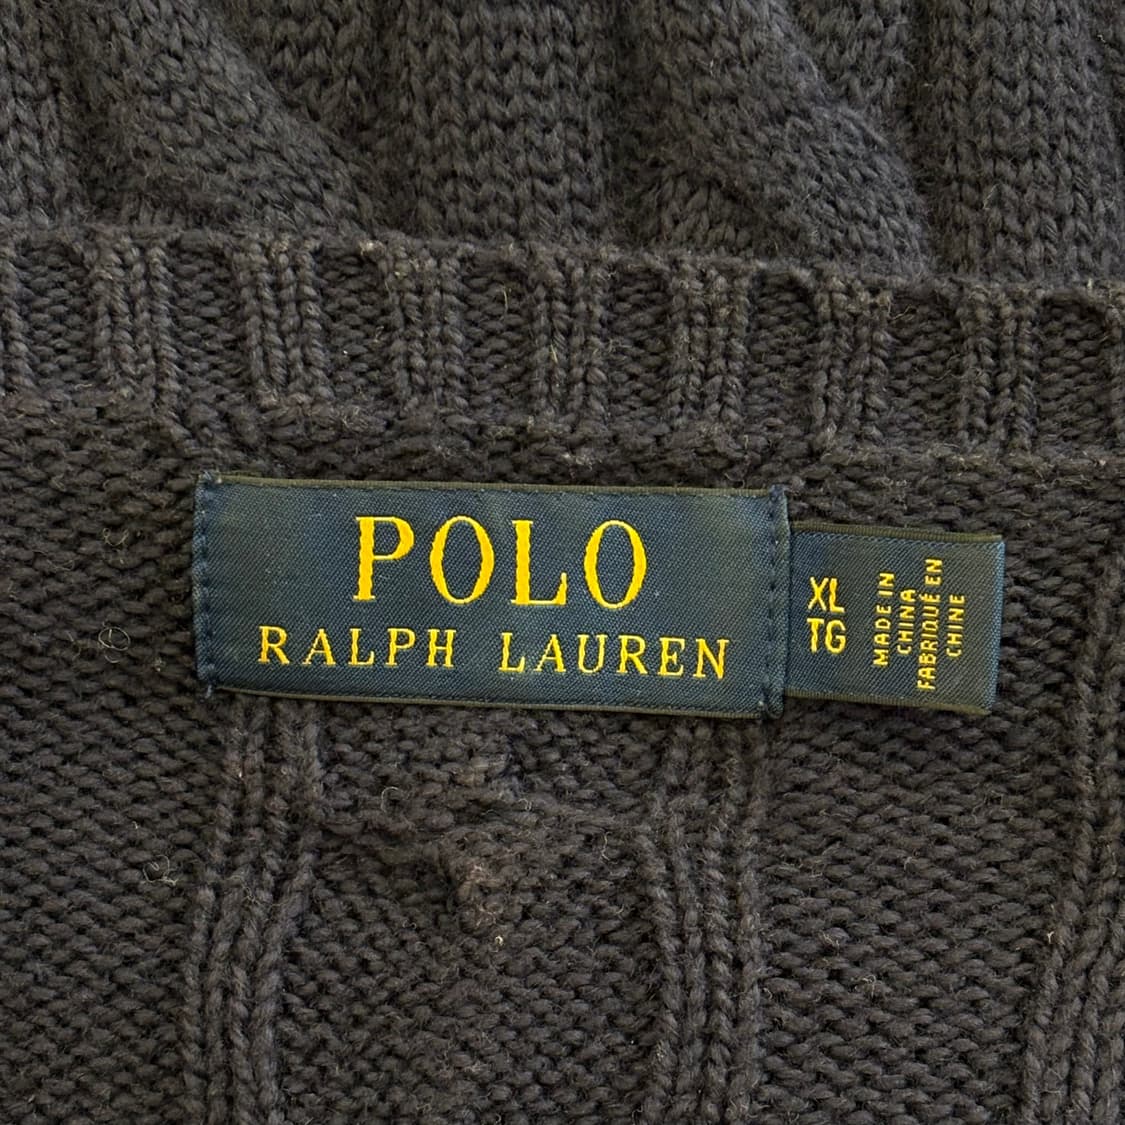 POLO
RALPH LAUREN
XL
TG
MADE IN
CHINA
FABRIQUÉ EN
CHINE